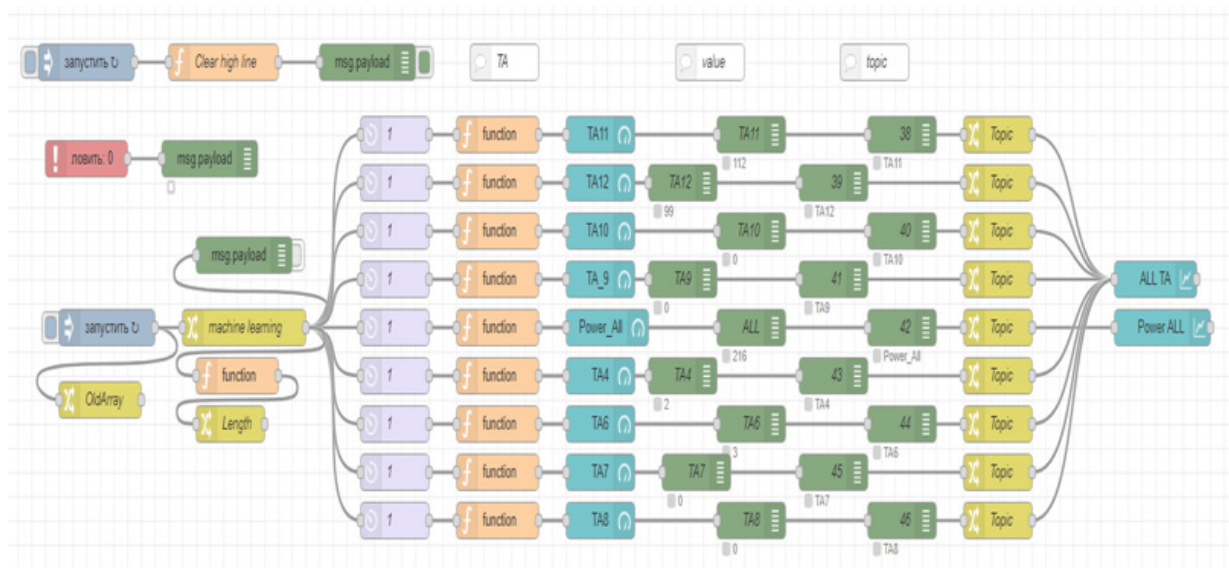 запустить ↻ Clear high line msg.payload TA value topic
1 function TA11 TA11 38 Topic
112 TA11
ловить: 0 msg.payload
1 function TA12 TA12 39 Topic
99 TA12
1 function TA10 TA10 40 Topic
0 TA10
msg.payload
1 function TA_9 TA9 41 Topic ALL TA
0 TA9
запустить ↻ machine learning 1 function Power_All ALL 42 Topic Power ALL
216 Power_All
function 1 function TA4 TA4 43 Topic
2 TA4
OldArray
Length 1 function TA6 TA6 44 Topic
3 TA6
1 function TA7 TA7 45 Topic
0 TA7
1 function TA8 TA8 46 Topic
0 TA8